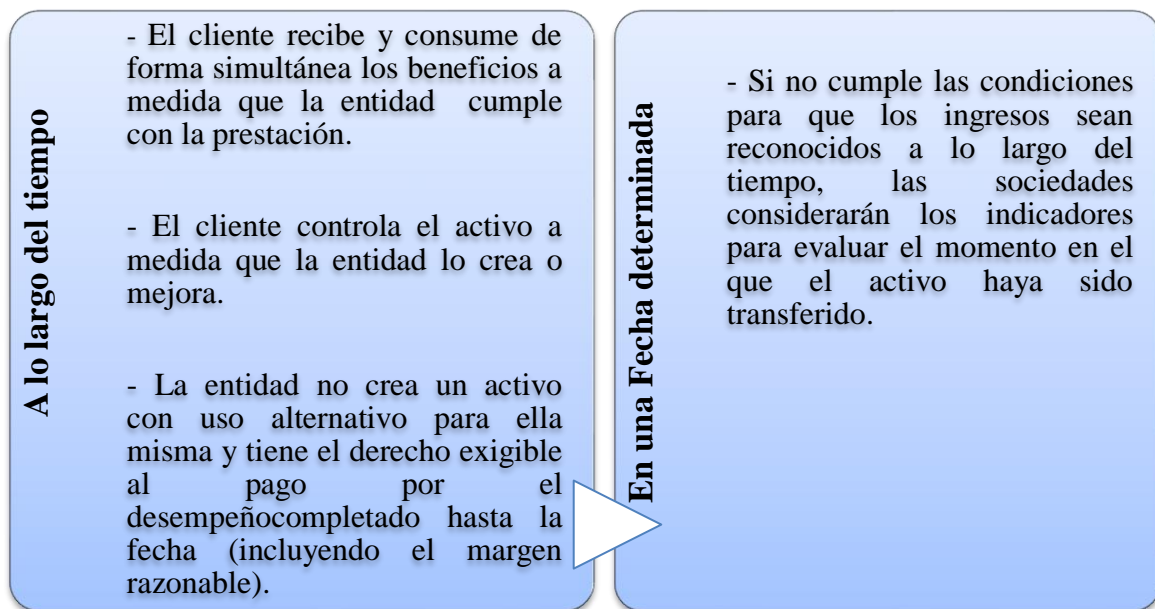 A lo largo del tiempo
- El cliente recibe y consume de
forma simultánea los beneficios a
medida que la entidad cumple
con la prestación.
- El cliente controla el activo a
medida que la entidad lo crea o
mejora.
- La entidad no crea un activo
con uso alternativo para ella
misma y tiene el derecho exigible
al pago por el
desempeñocompletado hasta la
fecha (incluyendo el margen
razonable).
En una Fecha determinada
- Si no cumple las condiciones
para que los ingresos sean
reconocidos a lo largo del
tiempo, las sociedades
considerarán los indicadores
para evaluar el momento en el
que el activo haya sido
transferido.